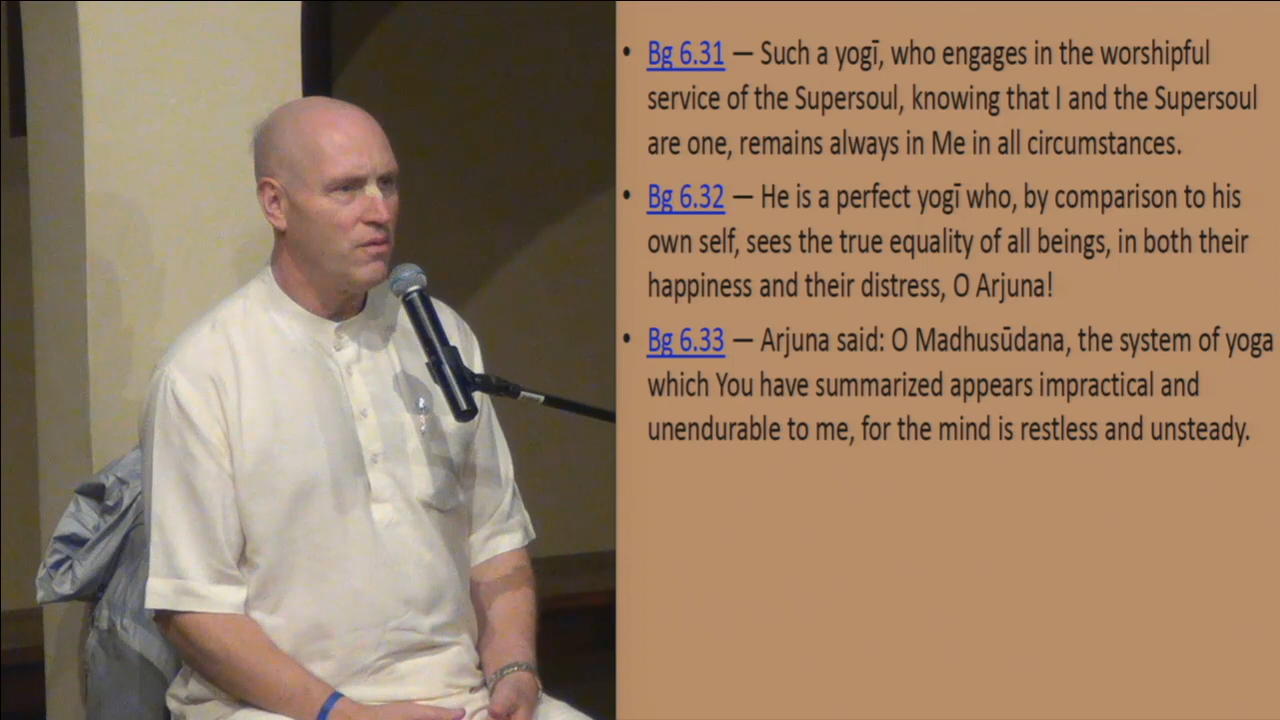 • Bg 6.31 — Such a yogī, who engages in the worshipful
service of the Supersoul, knowing that I and the Supersoul
are one, remains always in Me in all circumstances.
• Bg 6.32 — He is a perfect yogī who, by comparison to his
own self, sees the true equality of all beings, in both their
happiness and their distress, O Arjuna!
• Bg 6.33 — Arjuna said: O Madhusūdana, the system of yoga
which You have summarized appears impractical and
unendurable to me, for the mind is restless and unsteady.